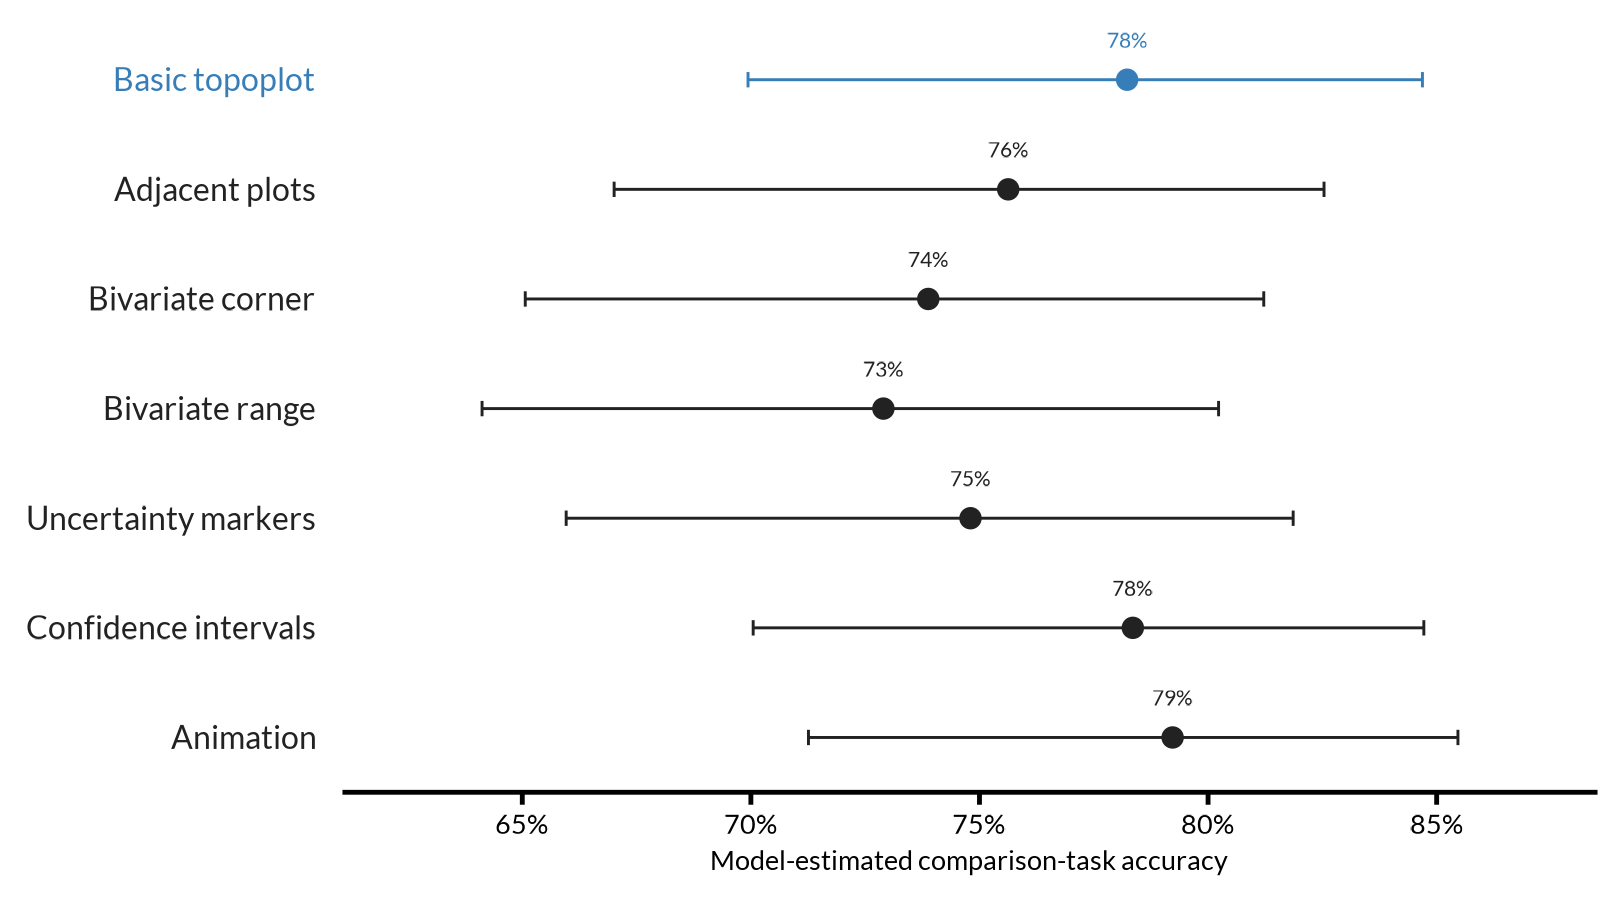 78%
Basic topoplot
76%
Adjacent plots
74%
Bivariate corner
73%
Bivariate range
75%
Uncertainty markers
78%
Confidence intervals
79%
Animation
65% 70% 75% 80% 85%
Model-estimated comparison-task accuracy